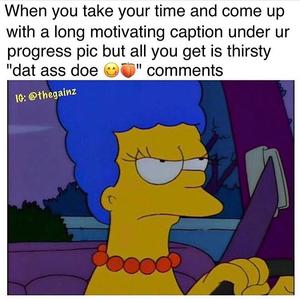 When you take your time and come up
with a long motivating caption under ur
progress pic but all you get is thirsty
"dat ass doe 😋🍑" comments
IG: @thegainz